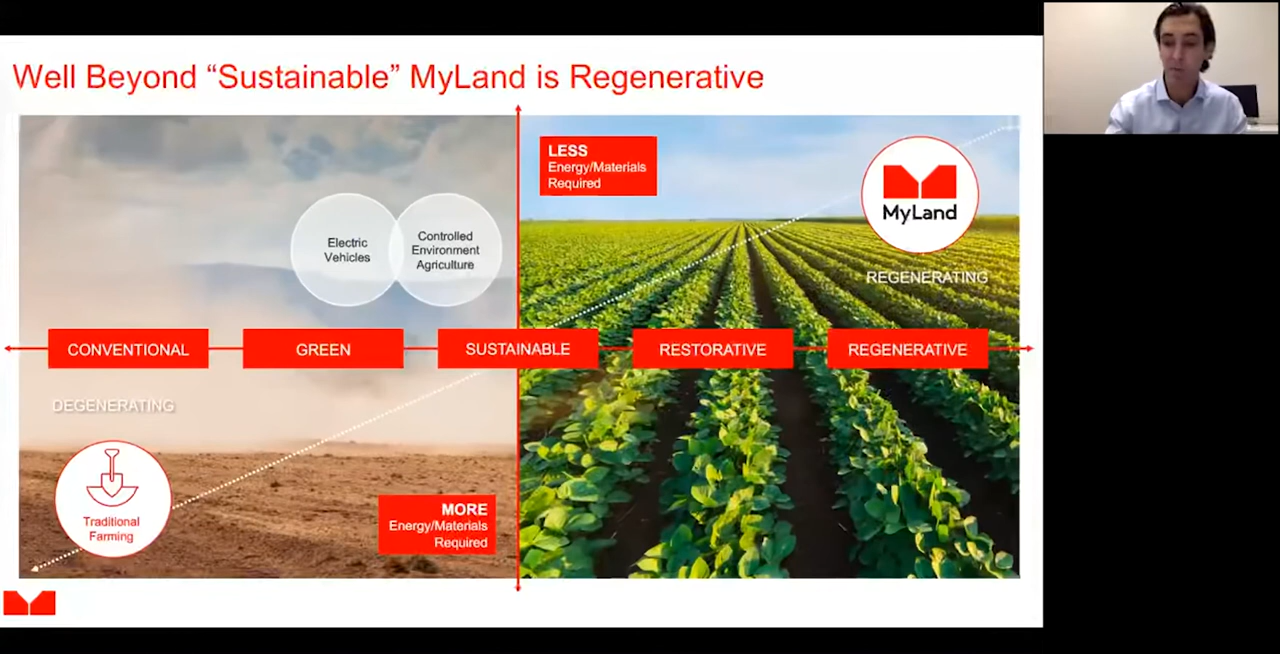 Well Beyond “Sustainable” MyLand is Regenerative
LESS
Energy/Materials
Required
MyLand
Electric
Vehicles
Controlled
Environment
Agriculture
REGENERATING
CONVENTIONAL
GREEN
SUSTAINABLE
RESTORATIVE
REGENERATIVE
DEGENERATING
Traditional
Farming
MORE
Energy/Materials
Required